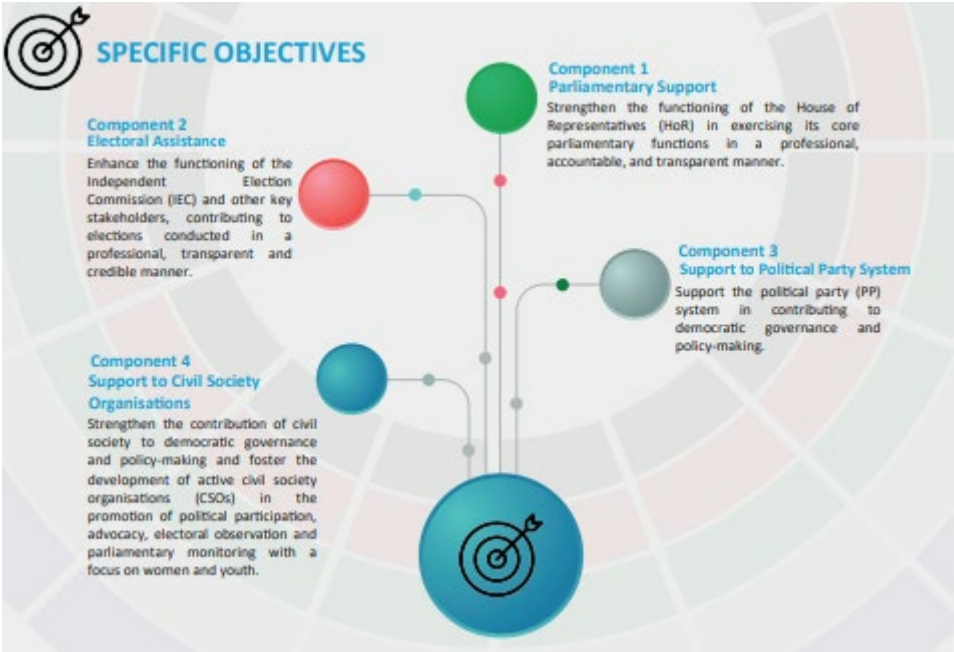 SPECIFIC OBJECTIVES
Component 1
Parliamentary Support
Strengthen the functioning of the House of
Representatives (HoR) in exercising its core
parliamentary functions in a professional,
accountable, and transparent manner.
Component 2
Electoral Assistance
Enhance the functioning of the
Independent Election
Commission (IEC) and other key
stakeholders, contributing to
elections conducted in a
professional, transparent and
credible manner.
Component 3
Support to Political Party System
Support the political party (PP)
system in contributing to
democratic governance and
policy-making.
Component 4
Support to Civil Society
Organisations
Strengthen the contribution of civil
society to democratic governance
and policy-making and foster the
development of active civil society
organisations (CSOs) in the
promotion of political participation,
advocacy, electoral observation and
parliamentary monitoring with a
focus on women and youth.